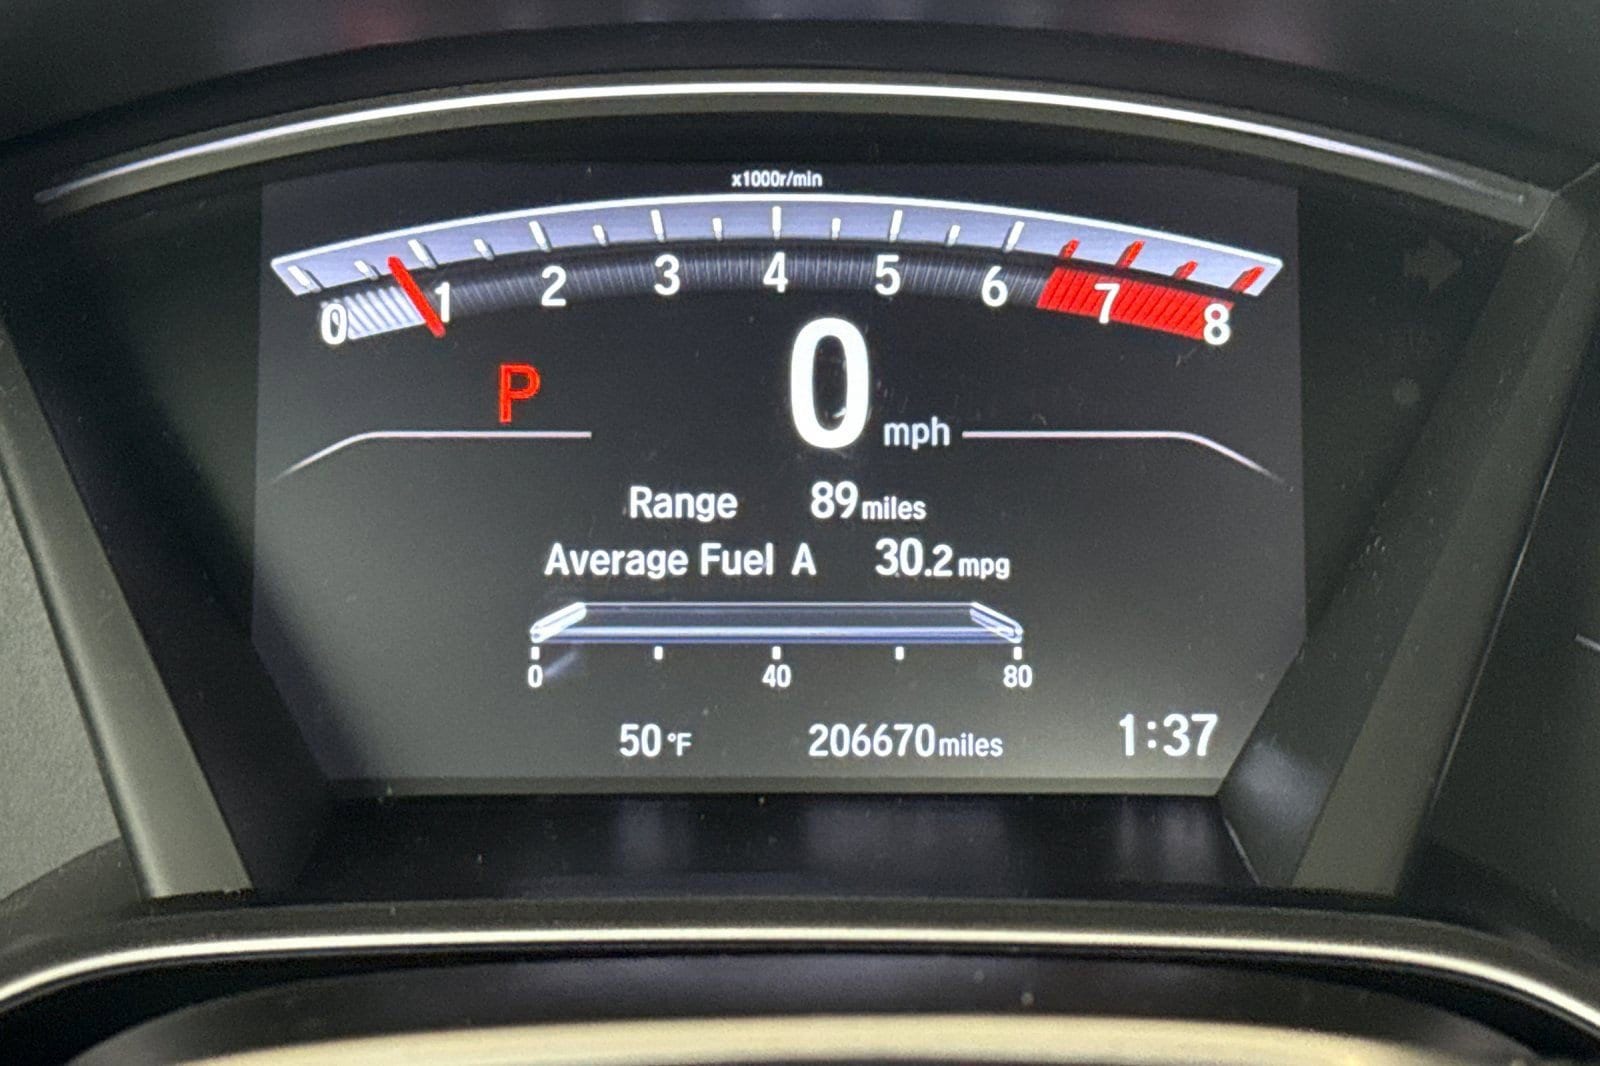 x1000r/min
0 1 2 3 4 5 6 7 8
P
0 mph
Range 89 miles
Average Fuel A 30.2 mpg
0 40 80
50 °F 206670 miles 1:37